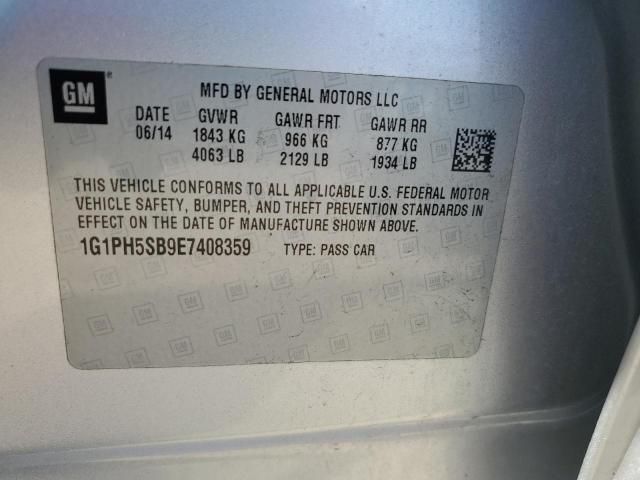 GM ®
MFD BY GENERAL MOTORS LLC
DATE GVWR GAWR FRT GAWR RR
06/14 1843 KG 966 KG 877 KG
4063 LB 2129 LB 1934 LB
THIS VEHICLE CONFORMS TO ALL APPLICABLE U.S. FEDERAL MOTOR
VEHICLE SAFETY, BUMPER, AND THEFT PREVENTION STANDARDS IN
EFFECT ON THE DATE OF MANUFACTURE SHOWN ABOVE.
1G1PH5SB9E7408359 TYPE: PASS CAR